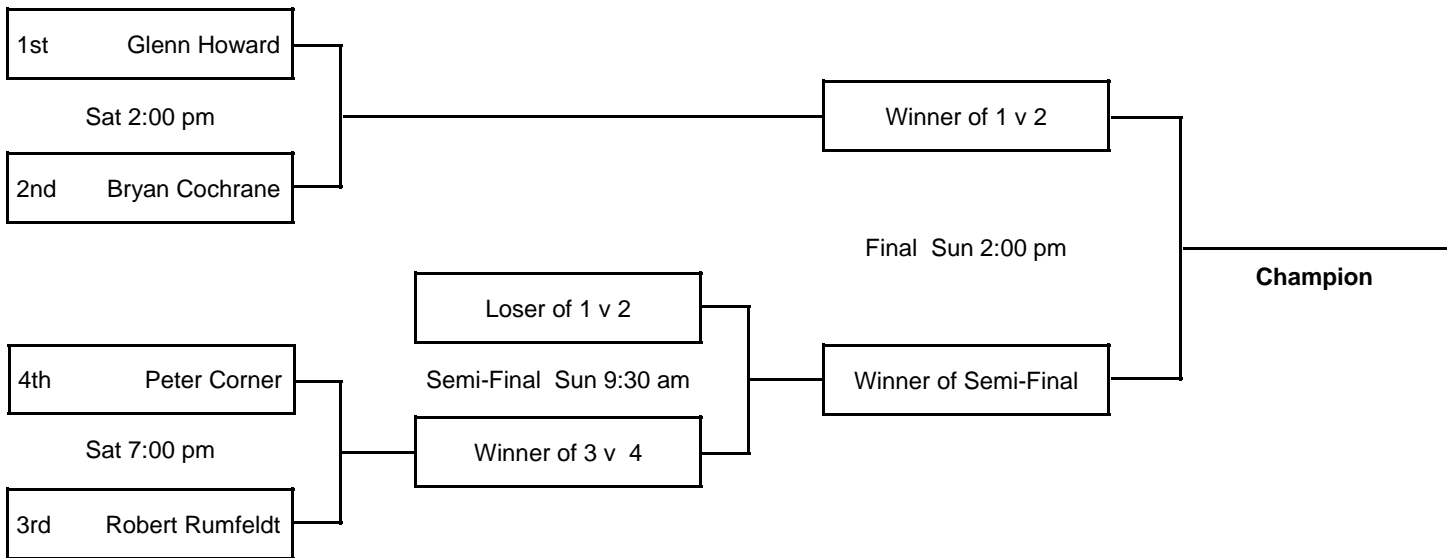 1st Glenn Howard
Sat 2:00 pm
2nd Bryan Cochrane
Winner of 1 v 2
Final Sun 2:00 pm
Champion
Loser of 1 v 2
Semi-Final Sun 9:30 am
Winner of 3 v 4
Winner of Semi-Final
4th Peter Corner
Sat 7:00 pm
3rd Robert Rumfeldt